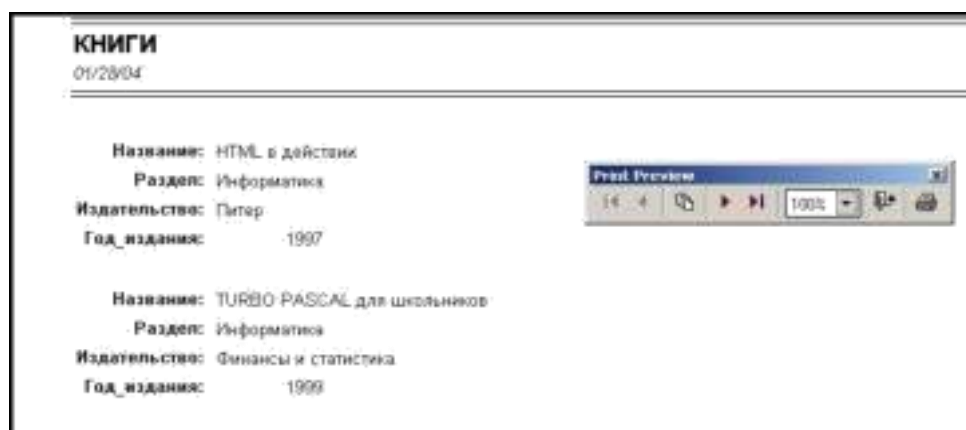 КНИГИ
01/28/04
Название: HTML в действии
Раздел: Информатика
Издательство: Питер
Год_издания: 1997
Print Preview
100%
Название: TURBO PASCAL для школьников
Раздел: Информатика
Издательство: Финансы и статистика
Год_издания: 1999